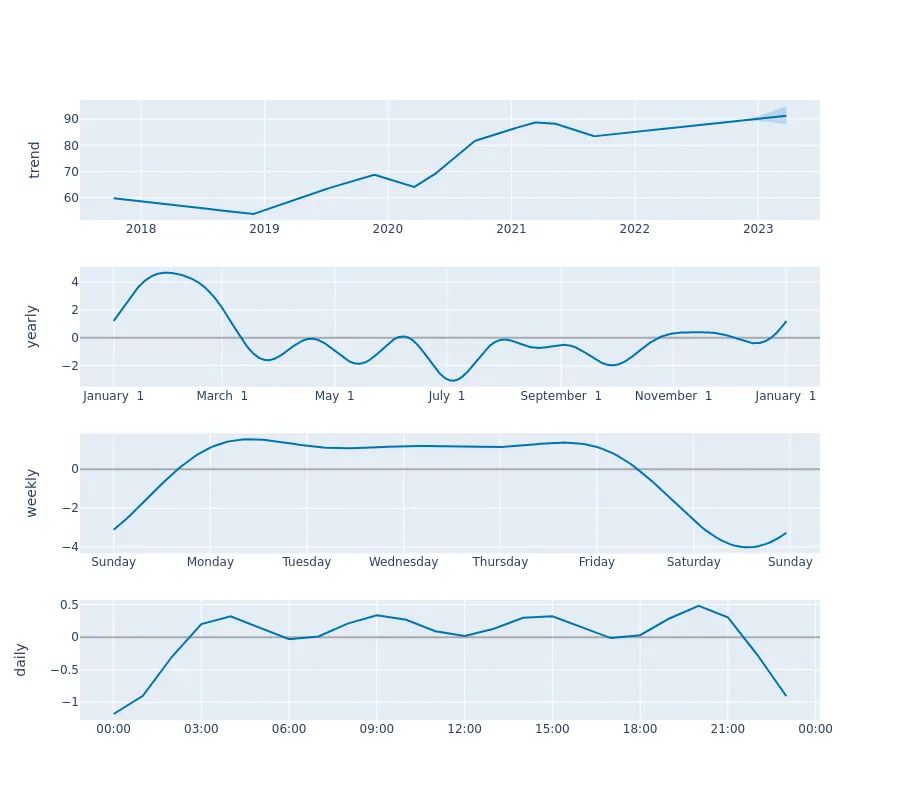 trend
90
80
70
60
2018 2019 2020 2021 2022 2023
yearly
4
2
0
−2
January 1 March 1 May 1 July 1 September 1 November 1 January 1
weekly
0
−2
−4
Sunday Monday Tuesday Wednesday Thursday Friday Saturday Sunday
daily
0.5
0
−0.5
−1
00:00 03:00 06:00 09:00 12:00 15:00 18:00 21:00 00:00